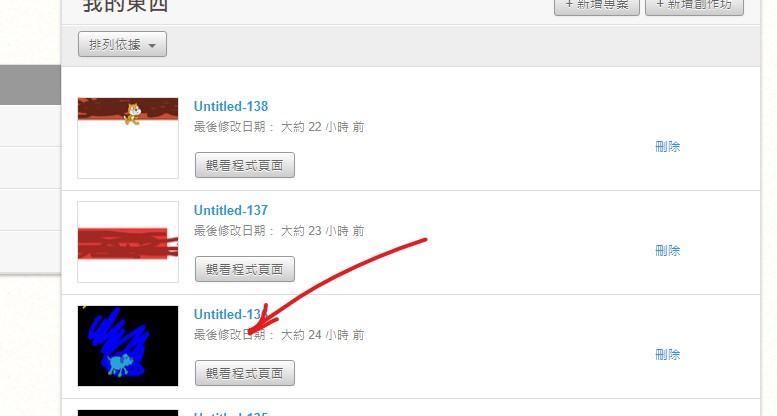 我的東西
+ 新增專案
+ 新增創作坊
排列依據
Untitled-138
最後修改日期： 大約 22 小時 前
觀看程式頁面
刪除
Untitled-137
最後修改日期： 大約 23 小時 前
觀看程式頁面
刪除
Untitled-136
最後修改日期： 大約 24 小時 前
觀看程式頁面
刪除
Untitled-135